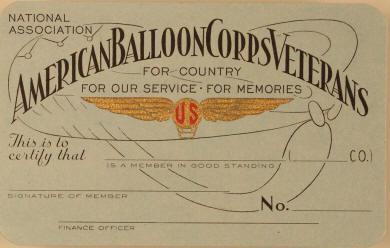 NATIONAL
ASSOCIATION
AMERICAN BALLOON CORPS VETERANS
FOR COUNTRY
FOR OUR SERVICE · FOR MEMORIES
US
This is to
certify that
( CO.)
IS A MEMBER IN GOOD STANDING
SIGNATURE OF MEMBER
No.
FINANCE OFFICER